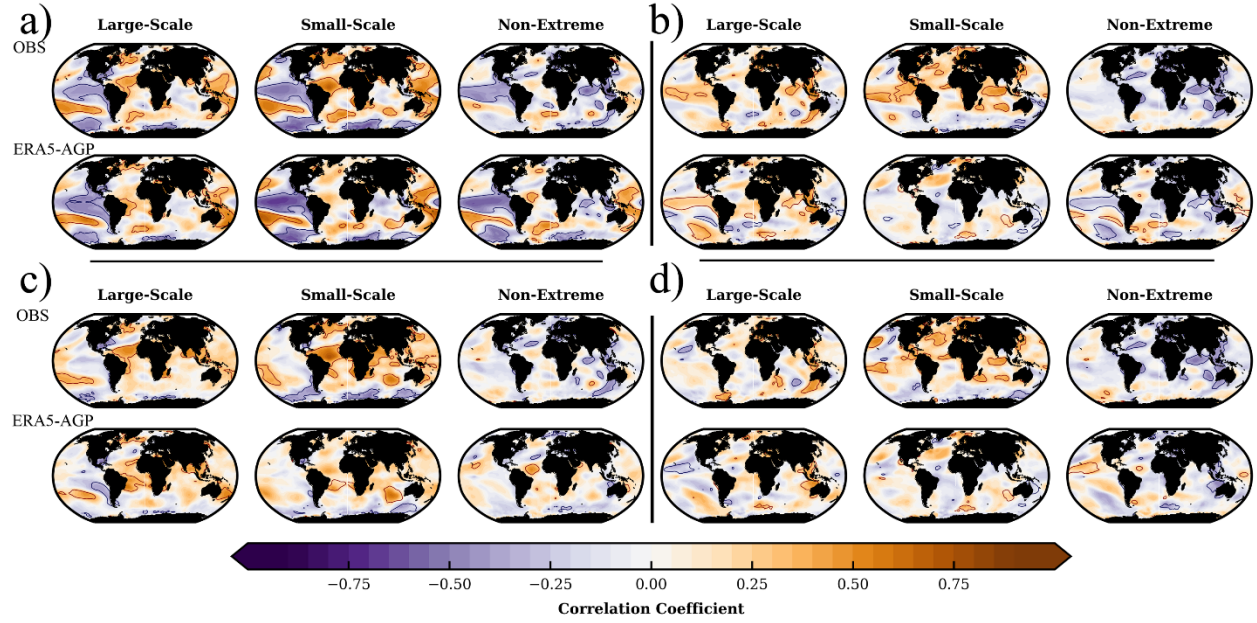 a)
b)
Large-Scale Small-Scale Non-Extreme Large-Scale Small-Scale Non-Extreme
OBS
ERA5-AGP
c)
d)
Large-Scale Small-Scale Non-Extreme Large-Scale Small-Scale Non-Extreme
OBS
ERA5-AGP
−0.75 −0.50 −0.25 0.00 0.25 0.50 0.75
Correlation Coefficient